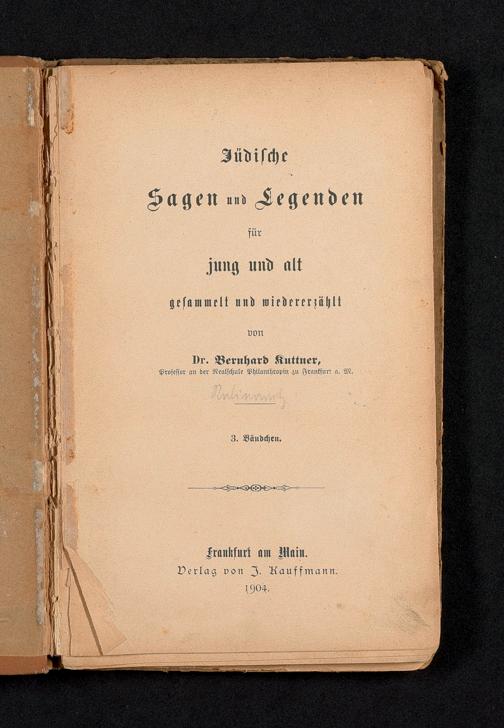 Jüdische
Sagen und Legenden
für
jung und alt
gesammelt und wiedererzählt
von
Dr. Bernhard Kuttner,
Professor an der Realschule Philanthropin zu Frankfurt a. M.
3. Bändchen.
Frankfurt am Main.
Verlag von J. Kauffmann.
1904.